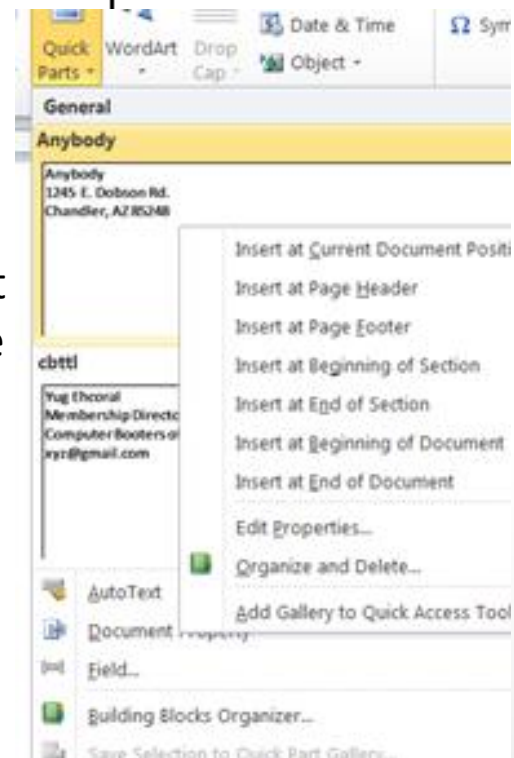 Date & Time
Sym
Quick Parts
WordArt
Drop Cap
Object
General
Anybody
Anybody
1245 E. Dobson Rd.
Chandler, AZ 85248
Insert at Current Document Positi
Insert at Page Header
t
Insert at Page Footer
e
Insert at Beginning of Section
cbttl
Insert at End of Section
Yug Ehcoral
Membership Directo
Insert at Beginning of Document
Computer Booters of
xyz@gmail.com
Insert at End of Document
Edit Properties...
Organize and Delete...
AutoText
Add Gallery to Quick Access Tool
Document Property
Field...
Building Blocks Organizer...
Save Selection to Quick Part Gallery...